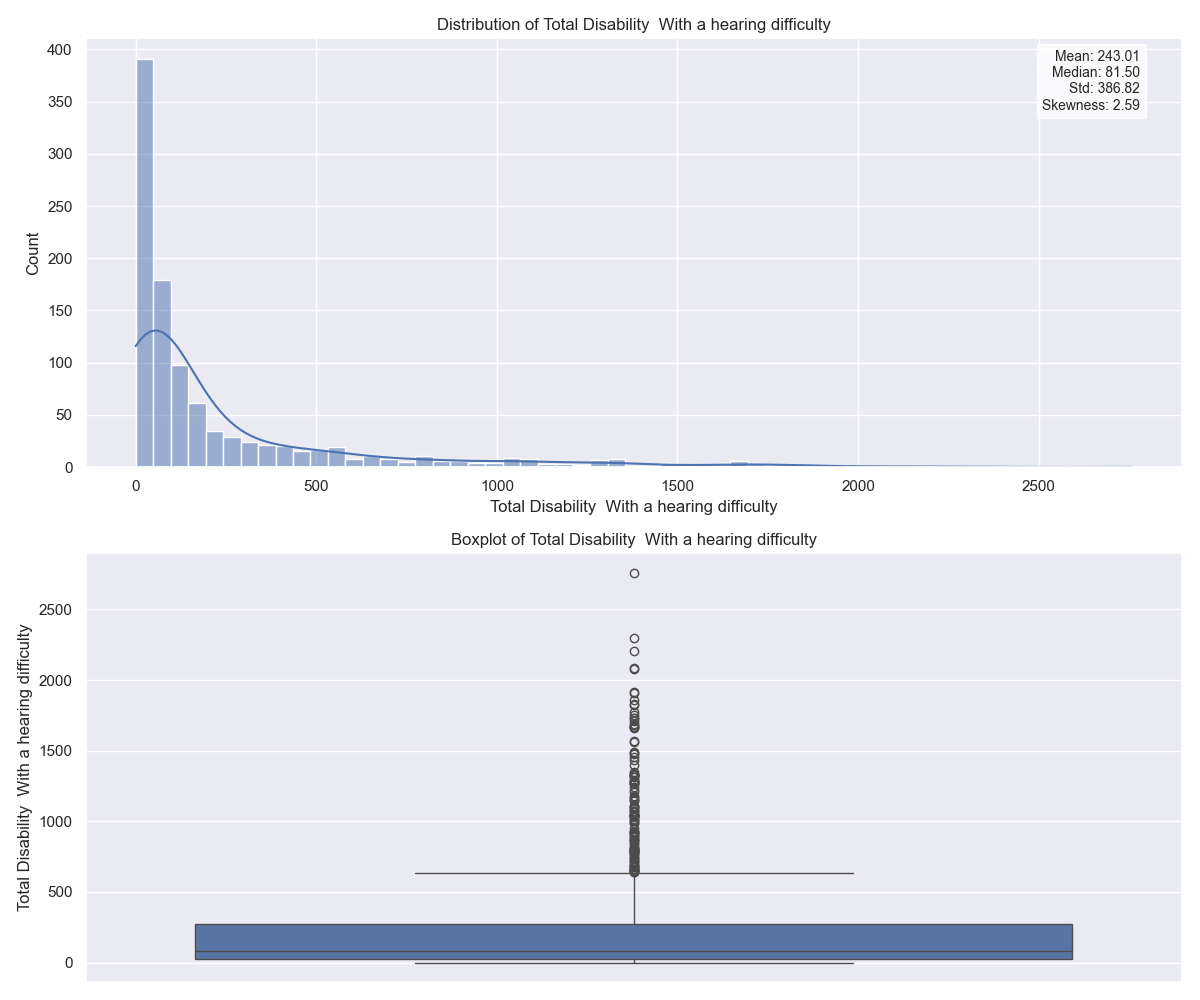 Distribution of Total Disability  With a hearing difficulty
Mean: 243.01
Median: 81.50
Std: 386.82
Skewness: 2.59
400
350
300
250
200
150
100
50
0
Count
0 500 1000 1500 2000 2500
Total Disability  With a hearing difficulty
Boxplot of Total Disability  With a hearing difficulty
2500
2000
1500
1000
500
0
Total Disability  With a hearing difficulty